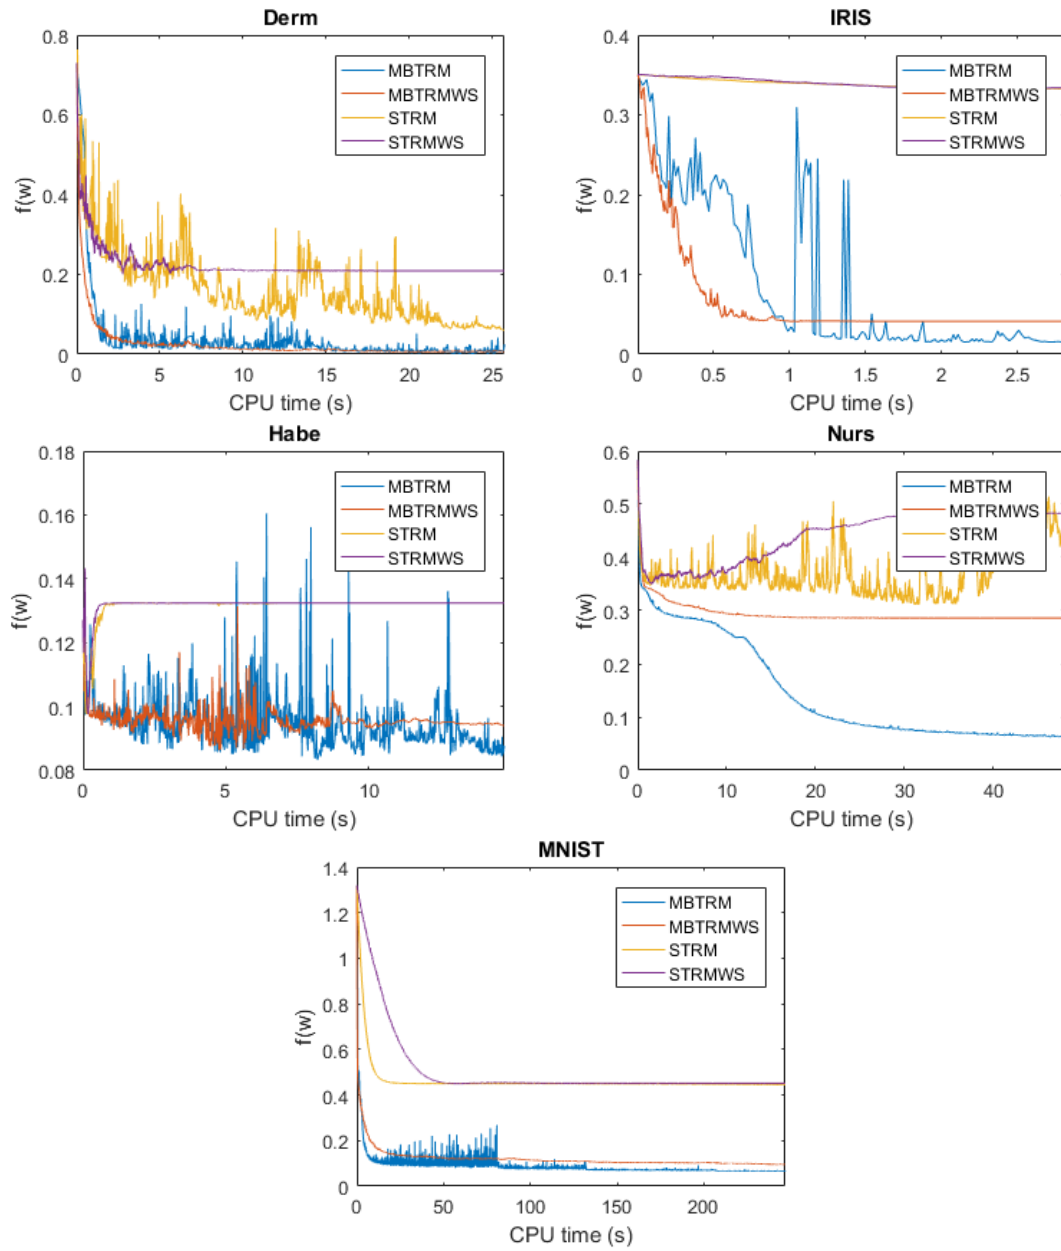 Derm
0.8
0.6
0.4
0.2
0
f(w)
0 5 10 15 20 25
CPU time (s)
MBTRM
MBTRMWS
STRM
STRMWS
IRIS
0.4
0.3
0.2
0.1
0
f(w)
0 0.5 1 1.5 2 2.5
CPU time (s)
MBTRM
MBTRMWS
STRM
STRMWS
Habe
0.18
0.16
0.14
0.12
0.1
0.08
f(w)
0 5 10
CPU time (s)
MBTRM
MBTRMWS
STRM
STRMWS
Nurs
0.6
0.5
0.4
0.3
0.2
0.1
0
f(w)
0 10 20 30 40
CPU time (s)
MBTRM
MBTRMWS
STRM
STRMWS
MNIST
1.4
1.2
1
0.8
0.6
0.4
0.2
0
f(w)
0 50 100 150 200
CPU time (s)
MBTRM
MBTRMWS
STRM
STRMWS